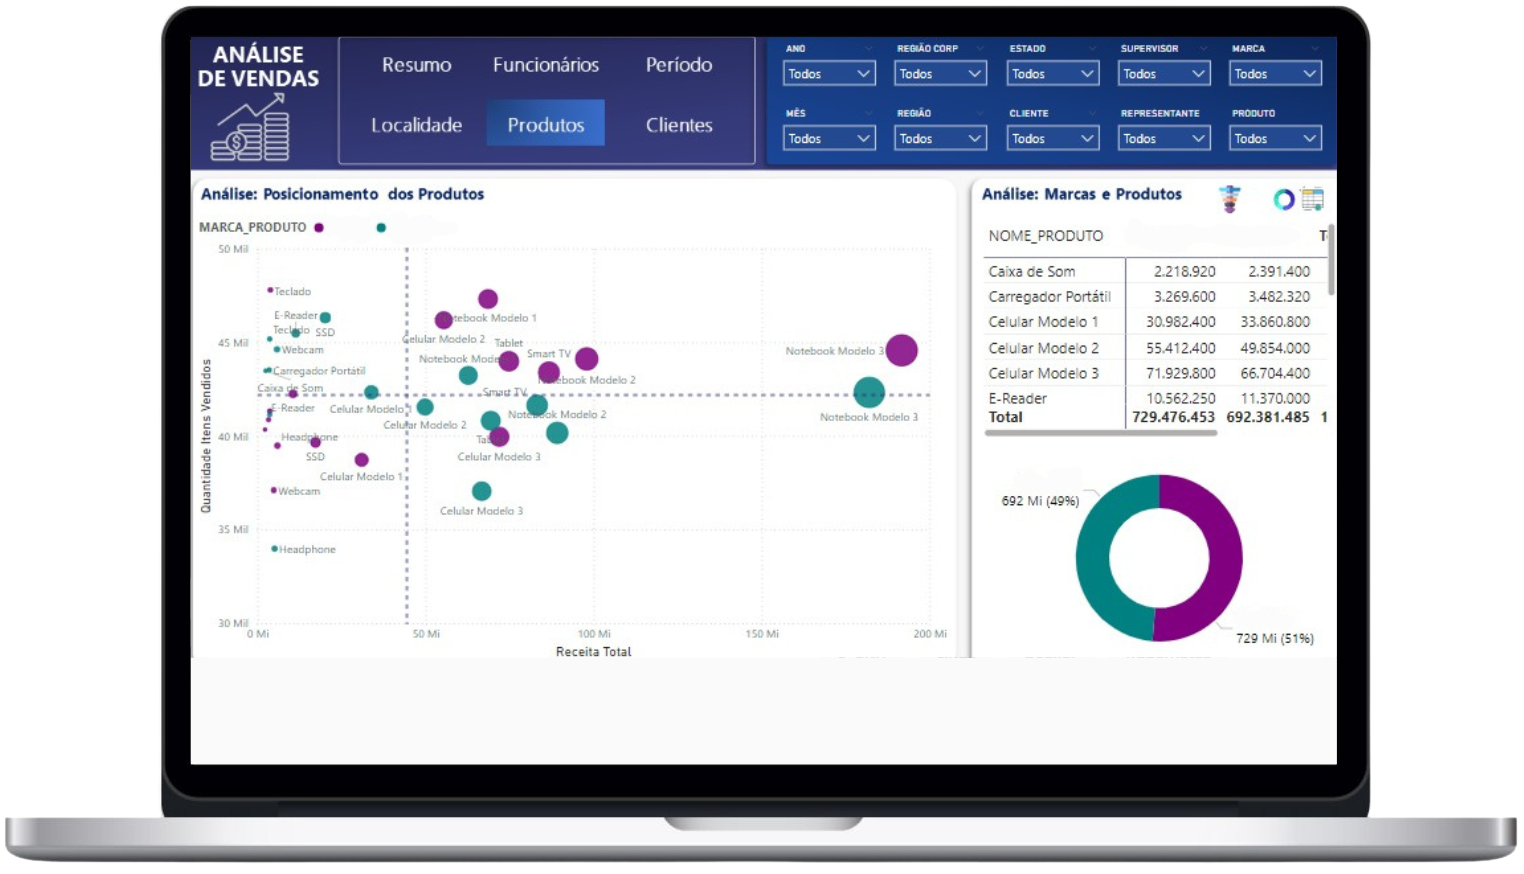 ANÁLISE
DE VENDAS
Resumo Funcionários Período
Localidade Produtos Clientes
ANO REGIÃO CORP ESTADO SUPERVISOR MARCA
Todos Todos Todos Todos Todos
MÊS REGIÃO CLIENTE REPRESENTANTE PRODUTO
Todos Todos Todos Todos Todos
Análise: Posicionamento dos Produtos
MARCA_PRODUTO
50 Mil
45 Mil
40 Mil
35 Mil
30 Mil
Quantidade Itens Vendidos
Teclado
E-Reader
Teclado SSD
Webcam
Carregador Portátil
Caixa de Som
E-Reader
Headphone
SSD
Celular Modelo 1
Webcam
Headphone
Notebook Modelo 1
Celular Modelo 2
Tablet
Notebook
Smart TV
Notebook Modelo 2
Smart TV
Celular Modelo 1
Notebook Modelo 2
Celular Modelo 2
Celular Modelo 3
Celular Modelo 3
Notebook Modelo 3
Notebook Modelo 3
0 Mi 50 Mi 100 Mi 150 Mi 200 Mi
Receita Total
Análise: Marcas e Produtos
NOME_PRODUTO
Caixa de Som 2.218.920 2.391.400
Carregador Portátil 3.269.600 3.482.320
Celular Modelo 1 30.982.400 33.860.800
Celular Modelo 2 55.412.400 49.854.000
Celular Modelo 3 71.929.800 66.704.400
E-Reader 10.562.250 11.370.000
Total 729.476.453 692.381.485 1
692 Mi (49%)
729 Mi (51%)